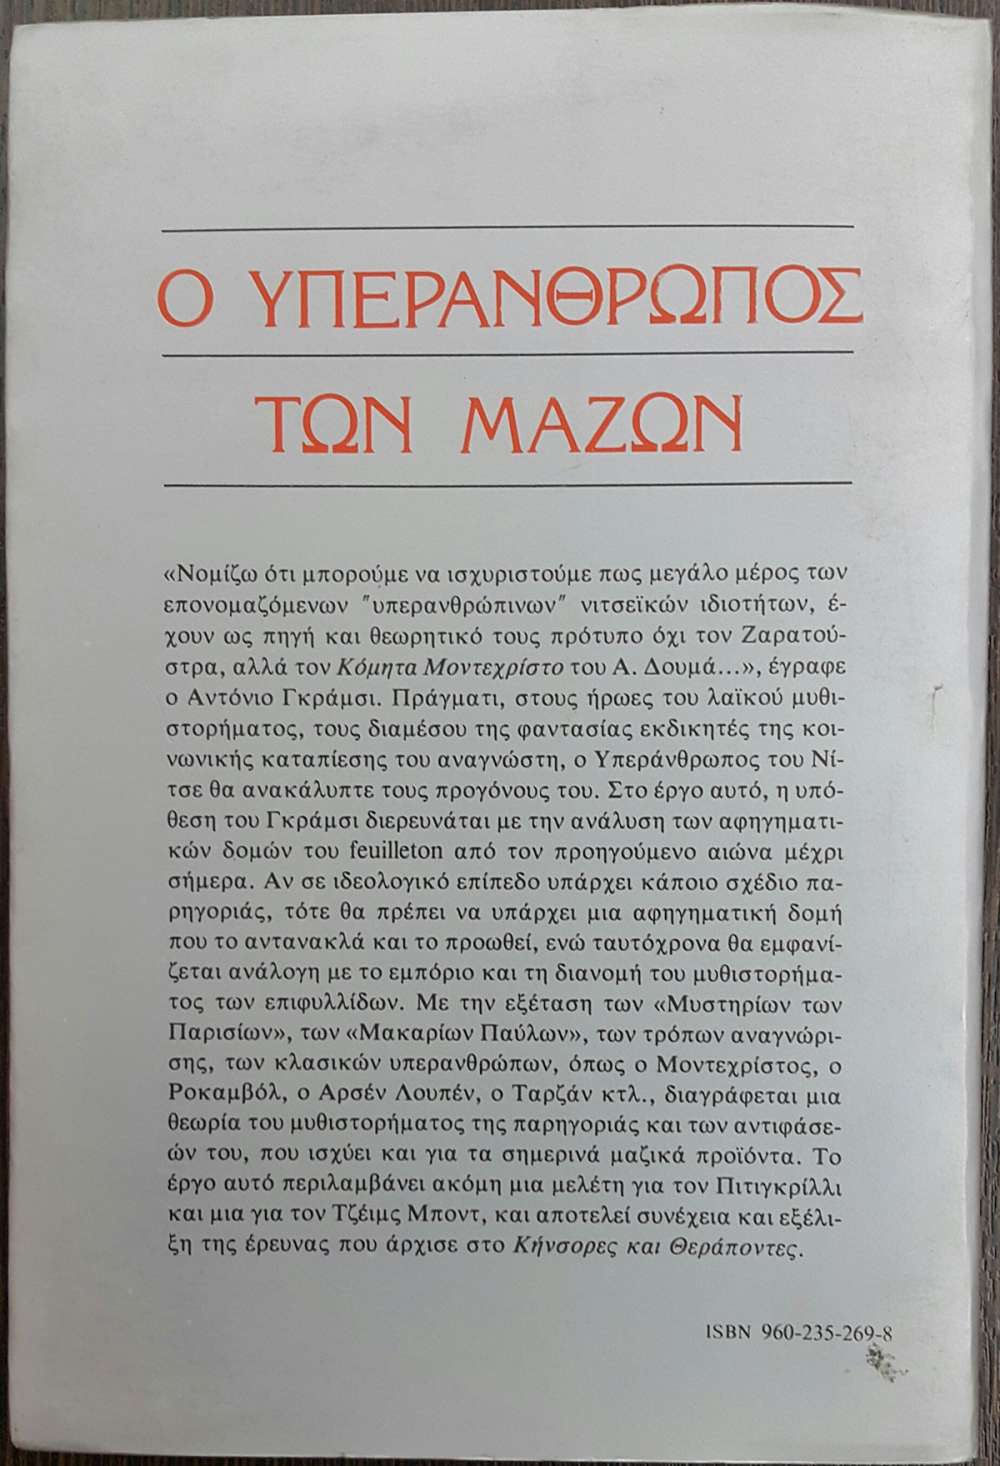 Ο ΥΠΕΡΑΝΘΡΩΠΟΣ
ΤΩΝ ΜΑΖΩΝ
«Νομίζω ότι μπορούμε να ισχυριστούμε πως μεγάλο μέρος των
επονομαζόμενων "υπερανθρώπινων" νιτσεϊκών ιδιοτήτων, έ-
χουν ως πηγή και θεωρητικό τους πρότυπο όχι τον Ζαρατού-
στρα, αλλά τον Κόμητα Μοντεχρίστο του Α. Δουμά...», έγραφε
ο Αντόνιο Γκράμσι. Πράγματι, στους ήρωες του λαϊκού μυθι-
στορήματος, τους διαμέσου της φαντασίας εκδικητές της κοι-
νωνικής καταπίεσης του αναγνώστη, ο Υπεράνθρωπος του Νί-
τσε θα ανακάλυπτε τους προγόνους του. Στο έργο αυτό, η υπό-
θεση του Γκράμσι διερευνάται με την ανάλυση των αφηγηματι-
κών δομών του feuilleton από τον προηγούμενο αιώνα μέχρι
σήμερα. Αν σε ιδεολογικό επίπεδο υπάρχει κάποιο σχέδιο πα-
ρηγοριάς, τότε θα πρέπει να υπάρχει μια αφηγηματική δομή
που το αντανακλά και το προωθεί, ενώ ταυτόχρονα θα εμφανί-
ζεται ανάλογη με το εμπόριο και τη διανομή του μυθιστορήμα-
τος των επιφυλλίδων. Με την εξέταση των «Μυστηρίων των
Παρισίων», των «Μακαρίων Παύλων», των τρόπων αναγνώρι-
σης, των κλασικών υπερανθρώπων, όπως ο Μοντεχρίστος, ο
Ροκαμβόλ, ο Αρσέν Λουπέν, ο Ταρζάν κτλ., διαγράφεται μια
θεωρία του μυθιστορήματος της παρηγοριάς και των αντιφάσε-
ών του, που ισχύει και για τα σημερινά μαζικά προϊόντα. Το
έργο αυτό περιλαμβάνει ακόμη μια μελέτη για τον Πιτιγκρίλλι
και μια για τον Τζέιμς Μποντ, και αποτελεί συνέχεια και εξέλι-
ξη της έρευνας που άρχισε στο Κήνσορες και Θεράποντες.
ISBN 960-235-269-8